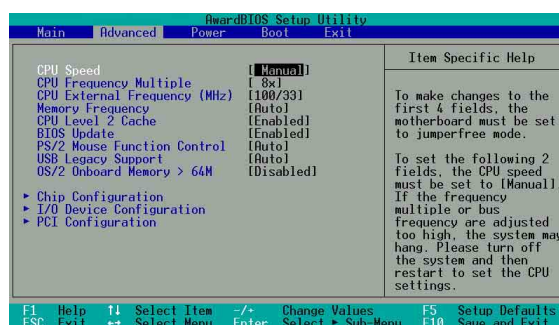 AwardBIOS Setup Utility
Main Advanced Power Boot Exit
CPU Speed [ Manual]
CPU Frequency Multiple [ 8x]
CPU External Frequency (MHz) [100/33]
Memory Frequency [Auto]
CPU Level 2 Cache [Enabled]
BIOS Update [Enabled]
PS/2 Mouse Function Control [Auto]
USB Legacy Support [Auto]
OS/2 Onboard Memory > 64M [Disabled]
▸ Chip Configuration
▸ I/O Device Configuration
▸ PCI Configuration
Item Specific Help
To make changes to the
first 4 fields, the
motherboard must be set
to jumperfree mode.
To set the following 2
fields, the CPU speed
must be set to [Manual]
If the frequency
multiple or bus
frequency are adjusted
too high, the system may
hang. Please turn off
the system and then
restart to set the CPU
settings.
F1 Help ↑↓ Select Item -/+ Change Values F5 Setup Defaults
ESC Exit ↔ Select Menu Enter Select ▸ Sub-Menu F10 Save and Exit